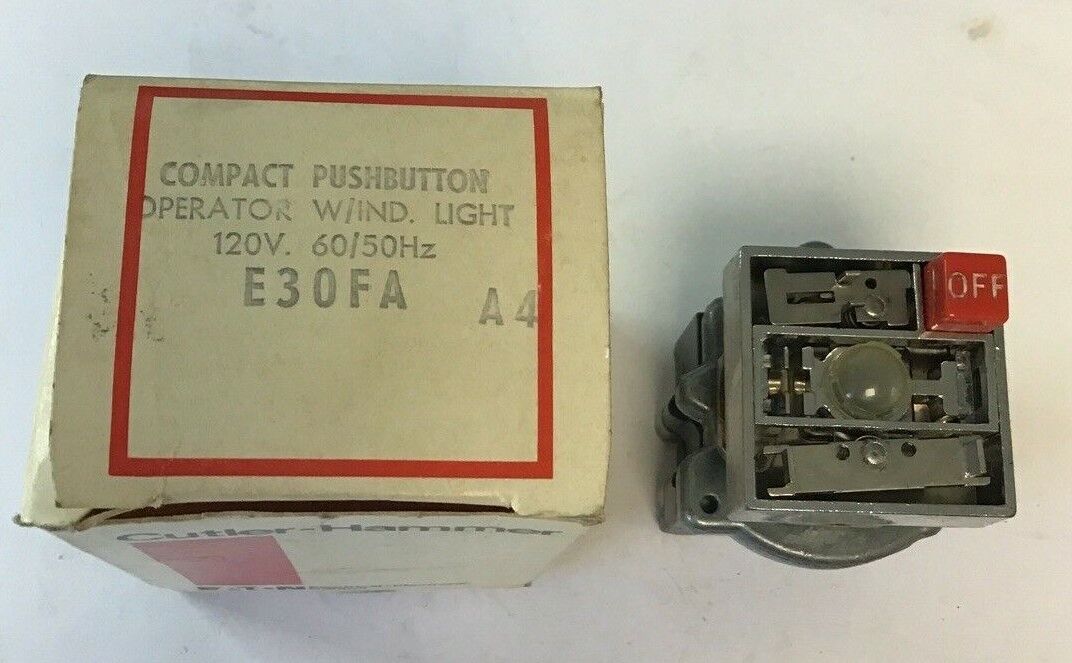 COMPACT PUSHBUTTON
OPERATOR W/IND. LIGHT
120V. 60/50Hz
E30FA
A4
Cutler-Hammer
OFF